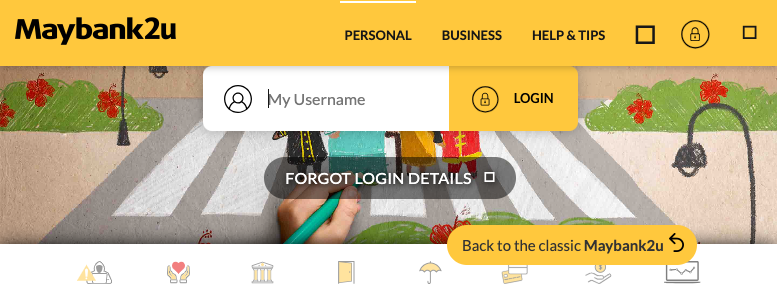 Maybank2u
PERSONAL BUSINESS HELP & TIPS
My Username
LOGIN
FORGOT LOGIN DETAILS
Back to the classic Maybank2u